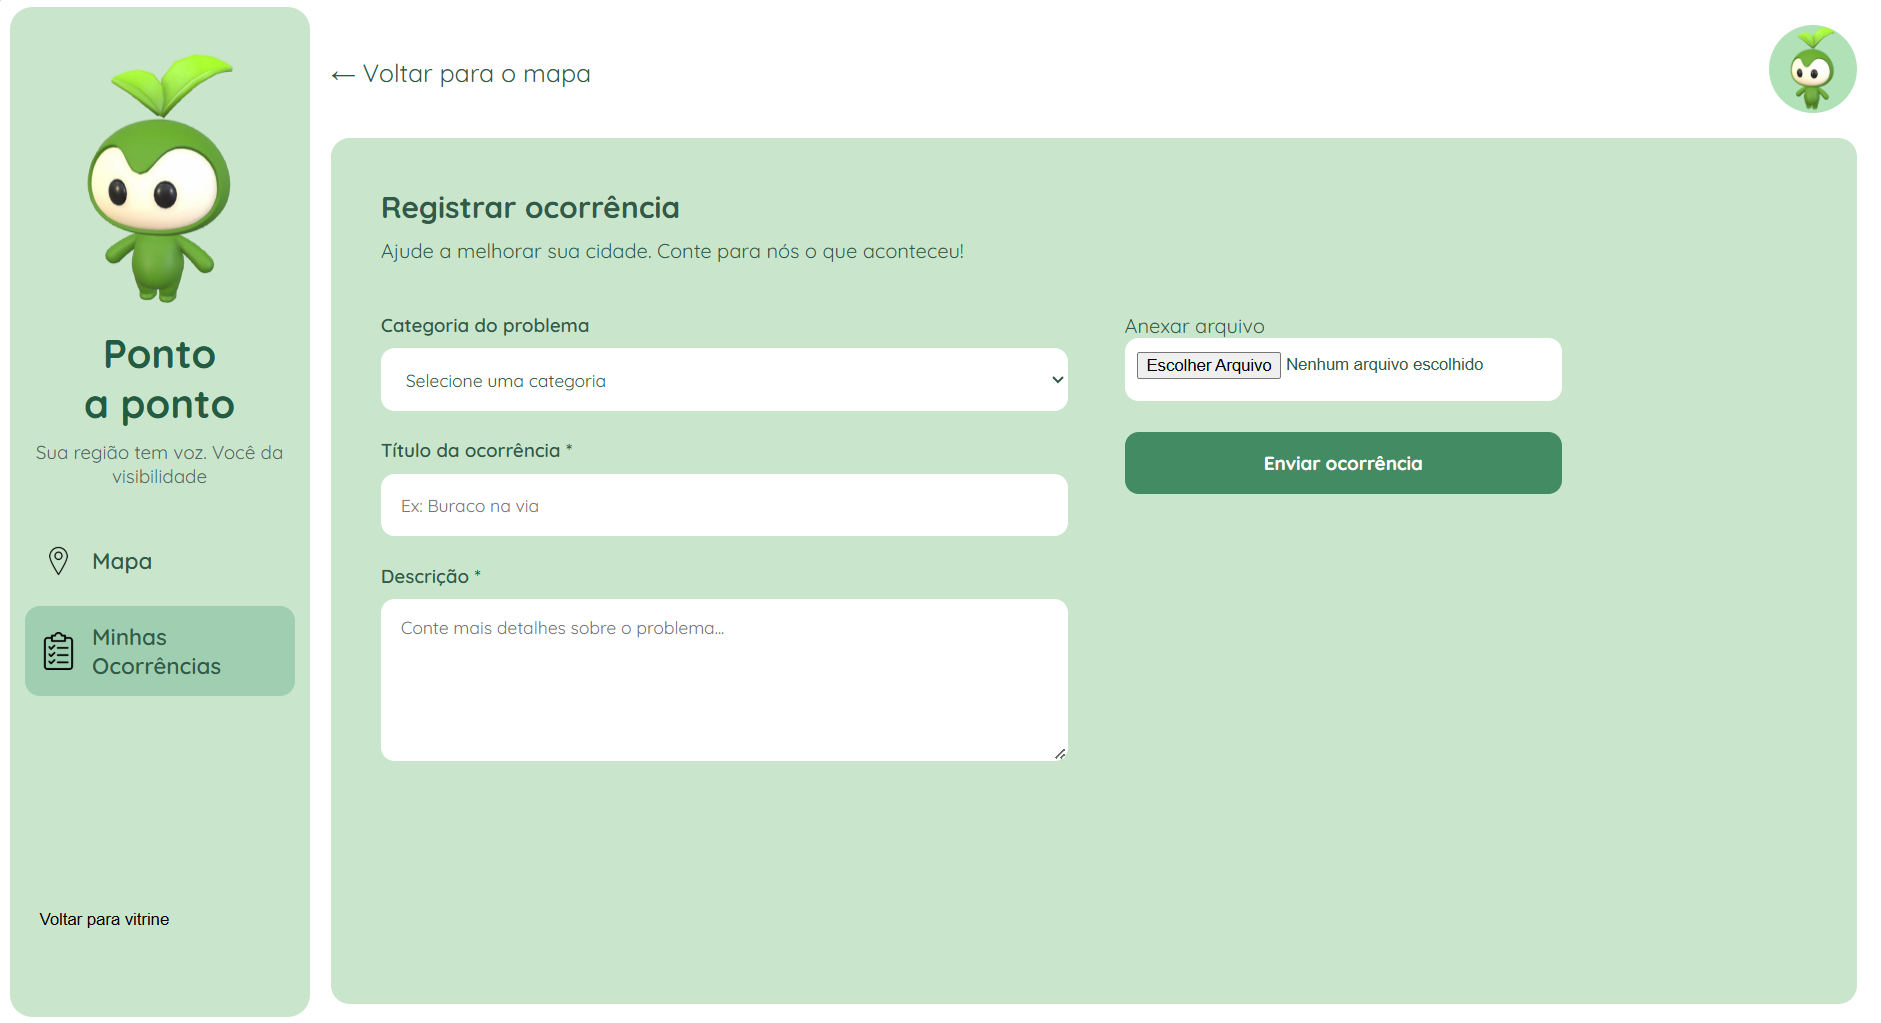 Ponto
a ponto
Sua região tem voz. Você da
visibilidade
Mapa
Minhas
Ocorrências
Voltar para vitrine
← Voltar para o mapa
Registrar ocorrência
Ajude a melhorar sua cidade. Conte para nós o que aconteceu!
Categoria do problema
Selecione uma categoria
Título da ocorrência *
Ex: Buraco na via
Descrição *
Conte mais detalhes sobre o problema...
Anexar arquivo
Escolher Arquivo Nenhum arquivo escolhido
Enviar ocorrência